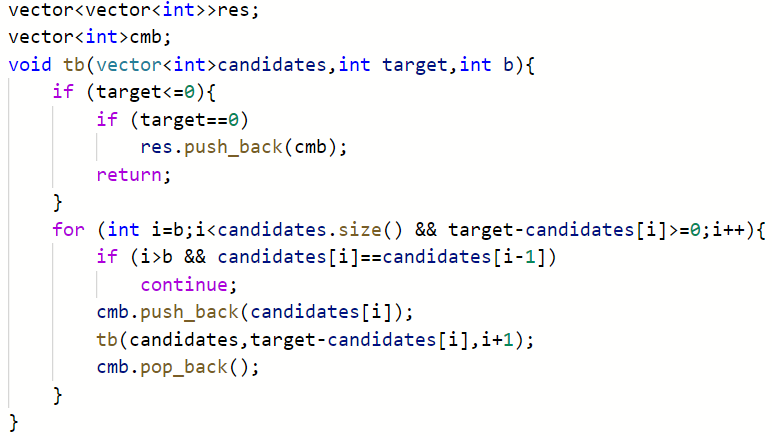 vector<vector<int>>res;
vector<int>cmb;
void tb(vector<int>candidates,int target,int b){
    if (target<=0){
        if (target==0)
            res.push_back(cmb);
        return;
    }
    for (int i=b;i<candidates.size() && target-candidates[i]>=0;i++){
        if (i>b && candidates[i]==candidates[i-1])
            continue;
        cmb.push_back(candidates[i]);
        tb(candidates,target-candidates[i],i+1);
        cmb.pop_back();
    }
}